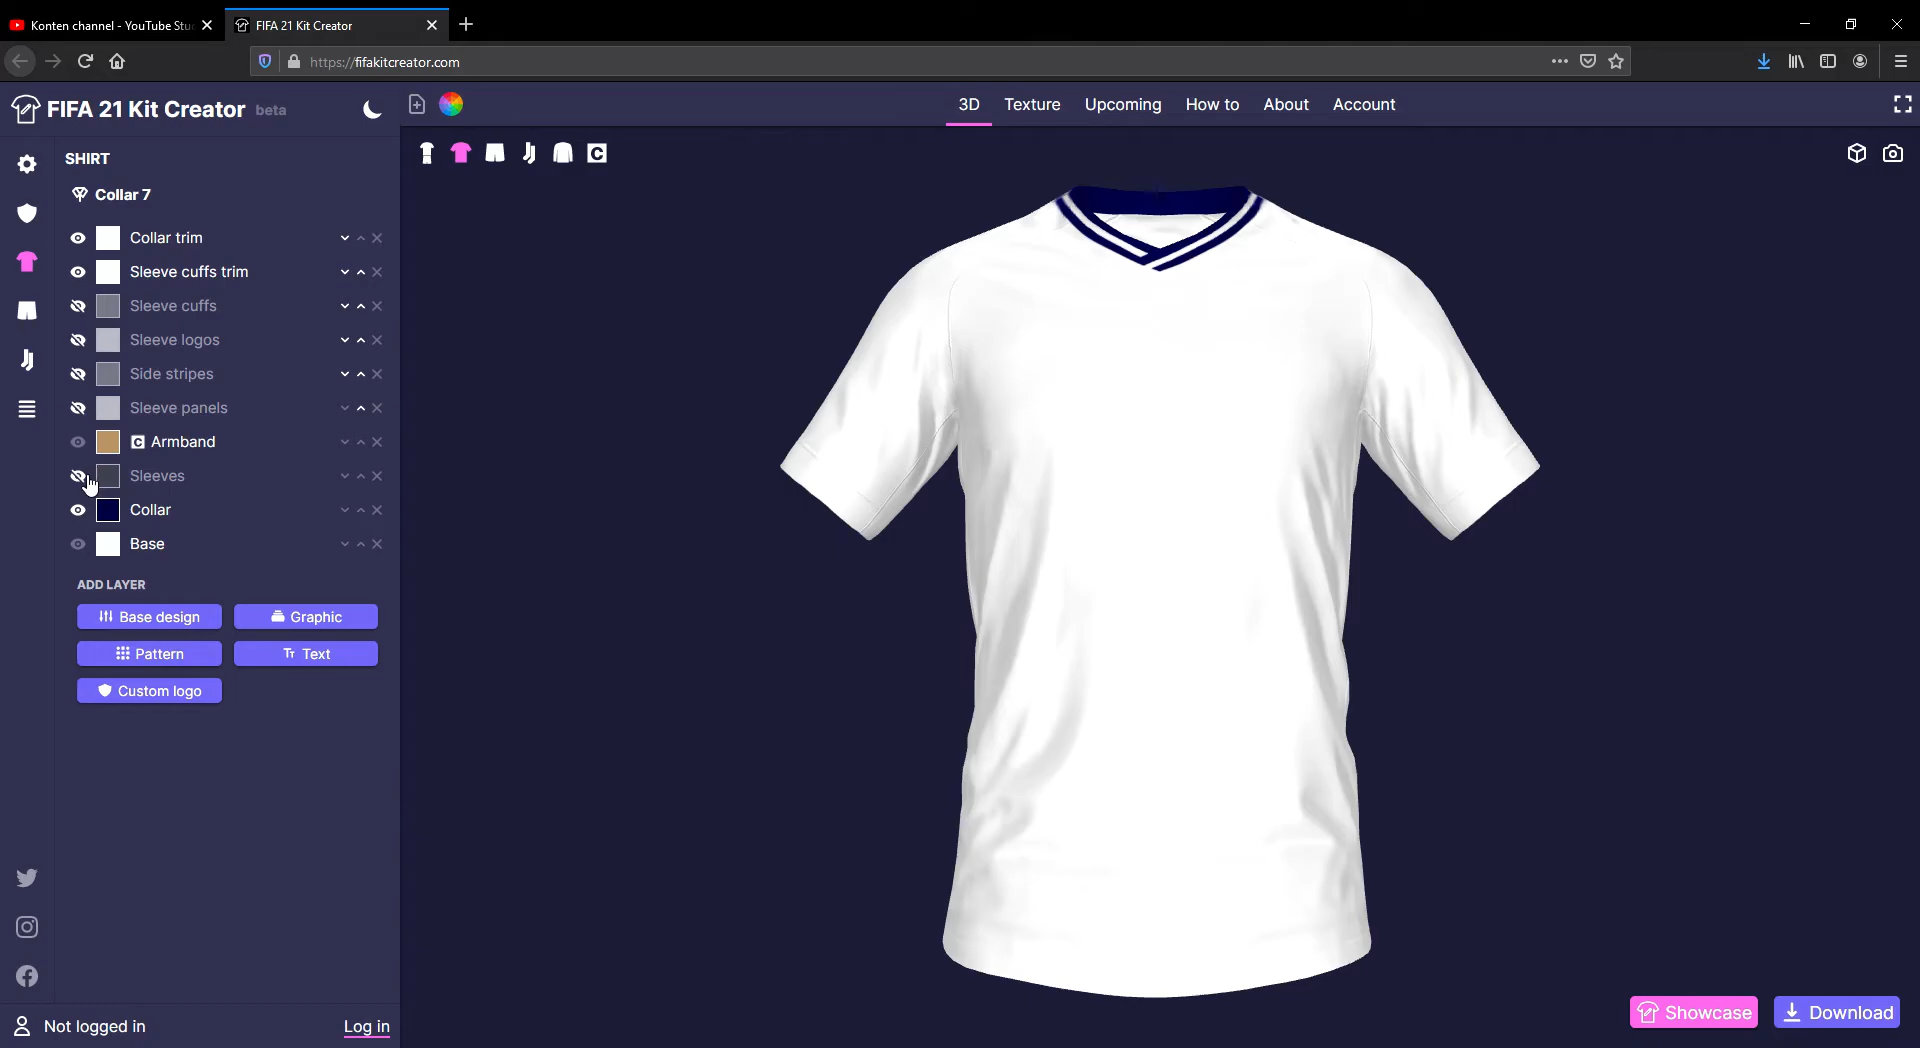 Konten channel - YouTube Stu
FIFA 21 Kit Creator
https://fifakitcreator.com
FIFA 21 Kit Creator beta
3D
Texture
Upcoming
How to
About
Account
SHIRT
Collar 7
Collar trim
Sleeve cuffs trim
Sleeve cuffs
Sleeve logos
Side stripes
Sleeve panels
C Armband
Sleeves
Collar
Base
ADD LAYER
Base design
Graphic
Pattern
Tт Text
Custom logo
C
Not logged in
Log in
Showcase
Download